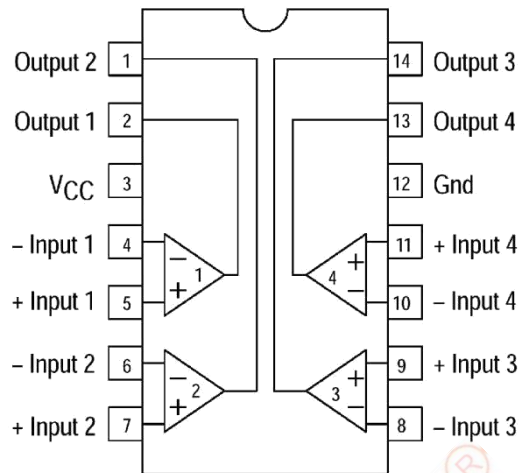 Output 2 1
Output 1 2
VCC 3
– Input 1 4
+ Input 1 5
– Input 2 6
+ Input 2 7
14 Output 3
13 Output 4
12 Gnd
11 + Input 4
10 – Input 4
9 + Input 3
8 – Input 3
– 1
+
– 2
+
+
4 –
+
3 –